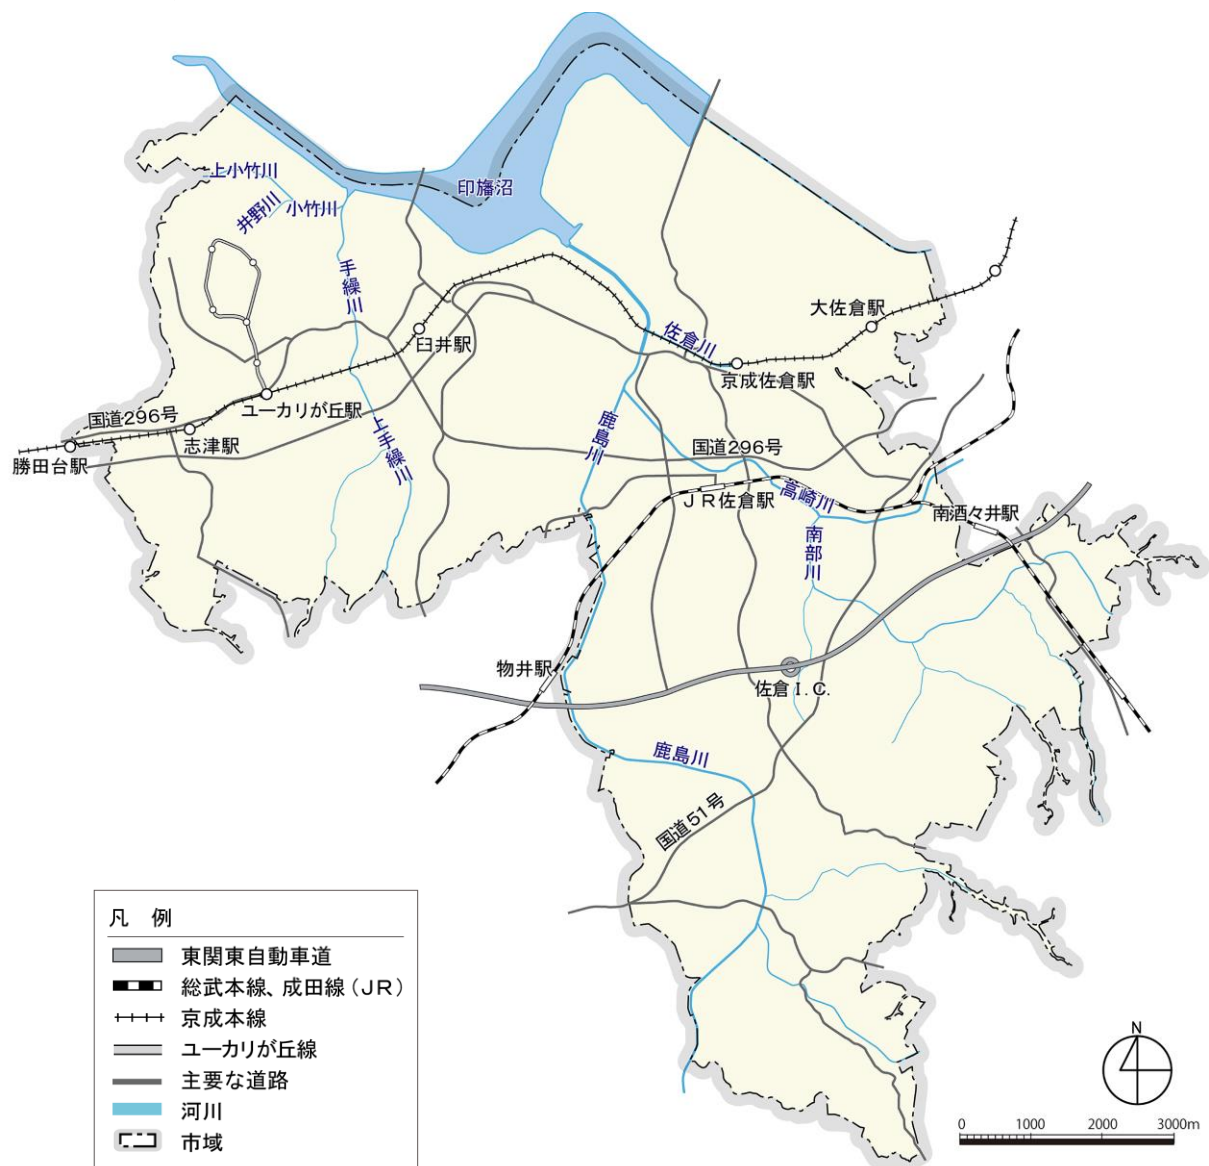 上小竹川
井野川
小竹川
印旛沼
手繰川
大佐倉駅
佐倉川
臼井駅
京成佐倉駅
ユーカリが丘駅
国道296号
志津駅
勝田台駅
上手繰川
鹿島川
国道296号
JR佐倉駅
高崎川
南酒々井駅
南部川
物井駅
佐倉I.C.
鹿島川
国道51号
凡 例
東関東自動車道
総武本線、成田線(JR)
京成本線
ユーカリが丘線
主要な道路
河川
市域
N
0 1000 2000 3000m